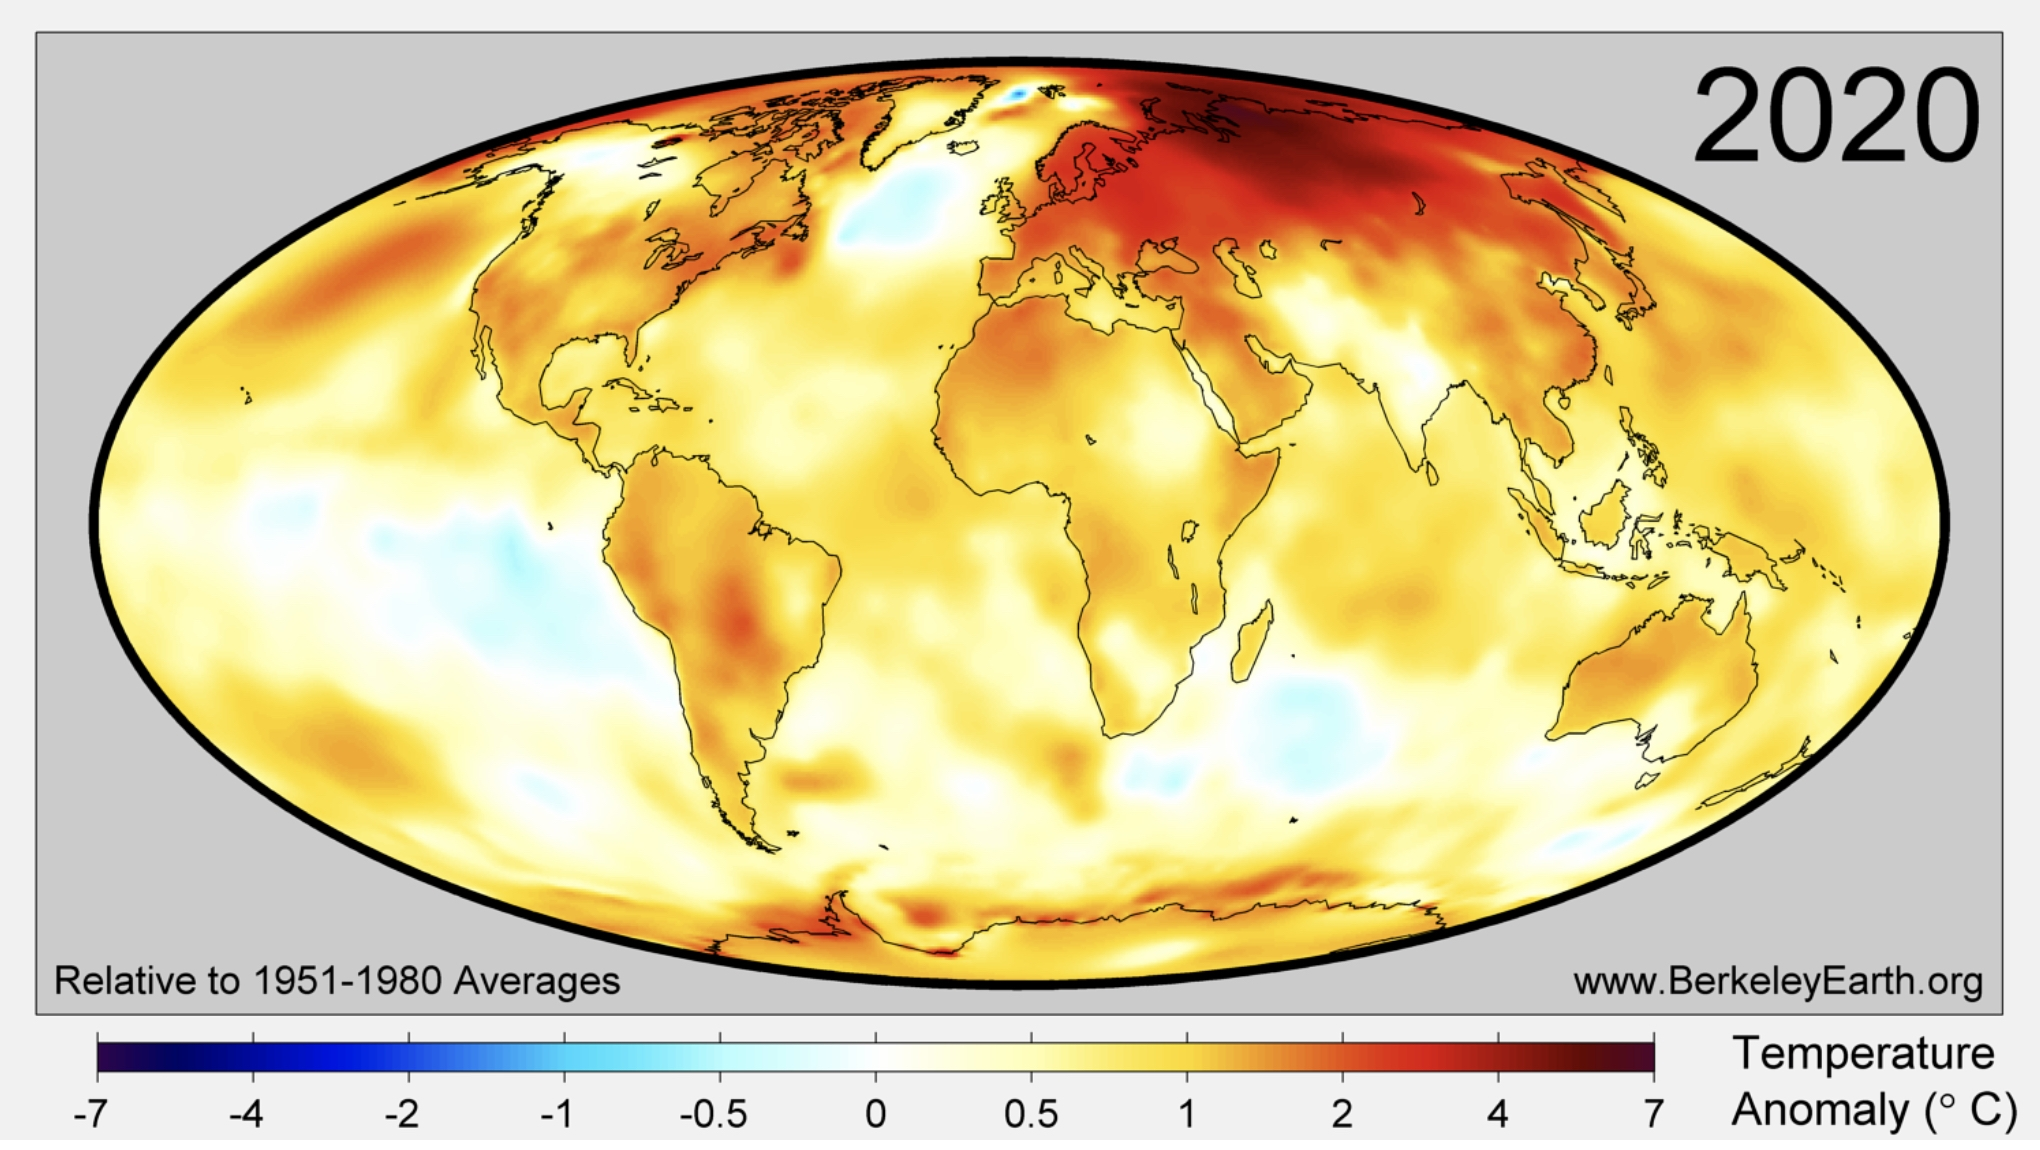 2020
Relative to 1951-1980 Averages
www.BerkeleyEarth.org
-7 -4 -2 -1 -0.5 0 0.5 1 2 4 7
Temperature
Anomaly (° C)